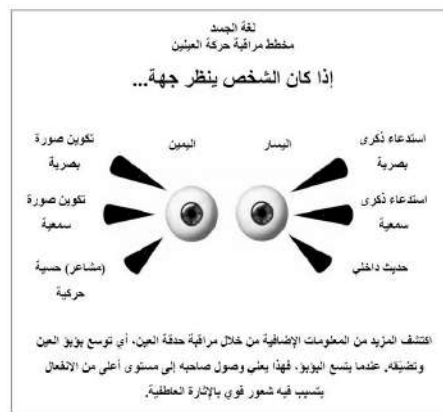 لغة الجسد
مخطط مراقبة حركة العينين
إذا كان الشخص ينظر جهة...
اليمين
اليسار
تكوين صورة
بصرية
استدعاء ذكرى
بصرية
تكوين صورة
سمعية
استدعاء ذكرى
سمعية
(مشاعر) حسية
حركية
حديث داخلي
اكتشف المزيد من المعلومات الإضافية من خلال مراقبة حدقة العين، أي توسع بؤبؤ العين
وتضيّقه. عندما يتسع البؤبؤ، فهذا يعني وصول صاحبه إلى مستوى أعلى من الانفعال
يتسبب فيه شعور قوي بالإثارة العاطفية.